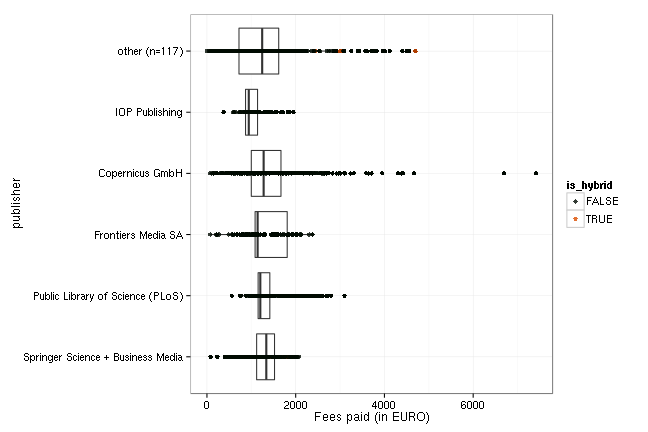 other (n=117)
IOP Publishing
Copernicus GmbH
Frontiers Media SA
Public Library of Science (PLoS)
Springer Science + Business Media
publisher
0 2000 4000 6000
Fees paid (in EURO)
is_hybrid
FALSE
TRUE